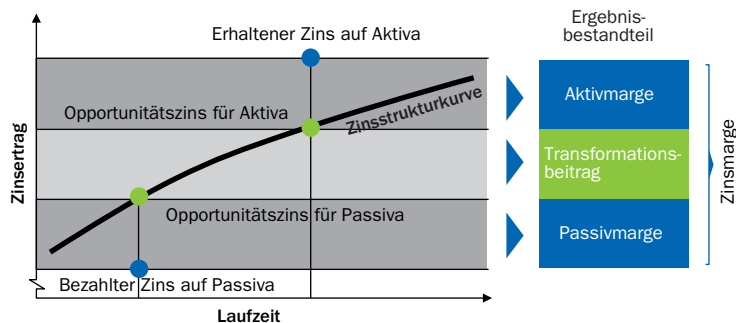 Ergebnis-
bestandteil
Erhaltener Zins auf Aktiva
Aktivmarge
Opportunitätszins für Aktiva
Zinsstrukturkurve
Transformations-
beitrag
Zinsertrag
Zinsmarge
Opportunitätszins für Passiva
Passivmarge
Bezahlter Zins auf Passiva
Laufzeit